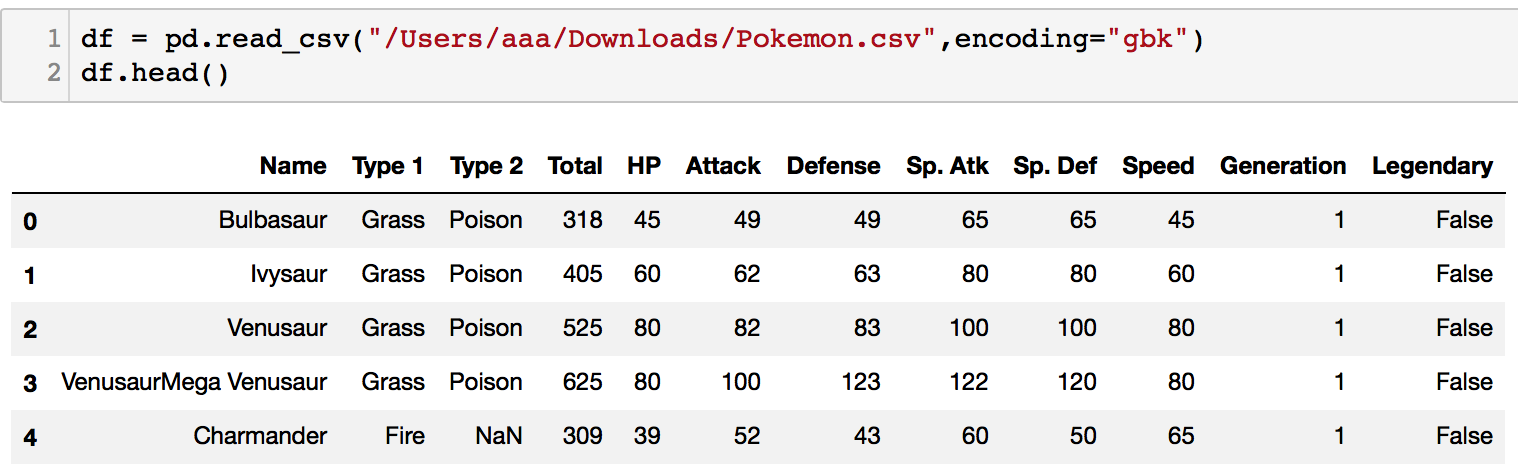 1 df = pd.read_csv("/Users/aaa/Downloads/Pokemon.csv",encoding="gbk")
2 df.head()
Name Type 1 Type 2 Total HP Attack Defense Sp. Atk Sp. Def Speed Generation Legendary
0 Bulbasaur Grass Poison 318 45 49 49 65 65 45 1 False
1 Ivysaur Grass Poison 405 60 62 63 80 80 60 1 False
2 Venusaur Grass Poison 525 80 82 83 100 100 80 1 False
3 VenusaurMega Venusaur Grass Poison 625 80 100 123 122 120 80 1 False
4 Charmander Fire NaN 309 39 52 43 60 50 65 1 False